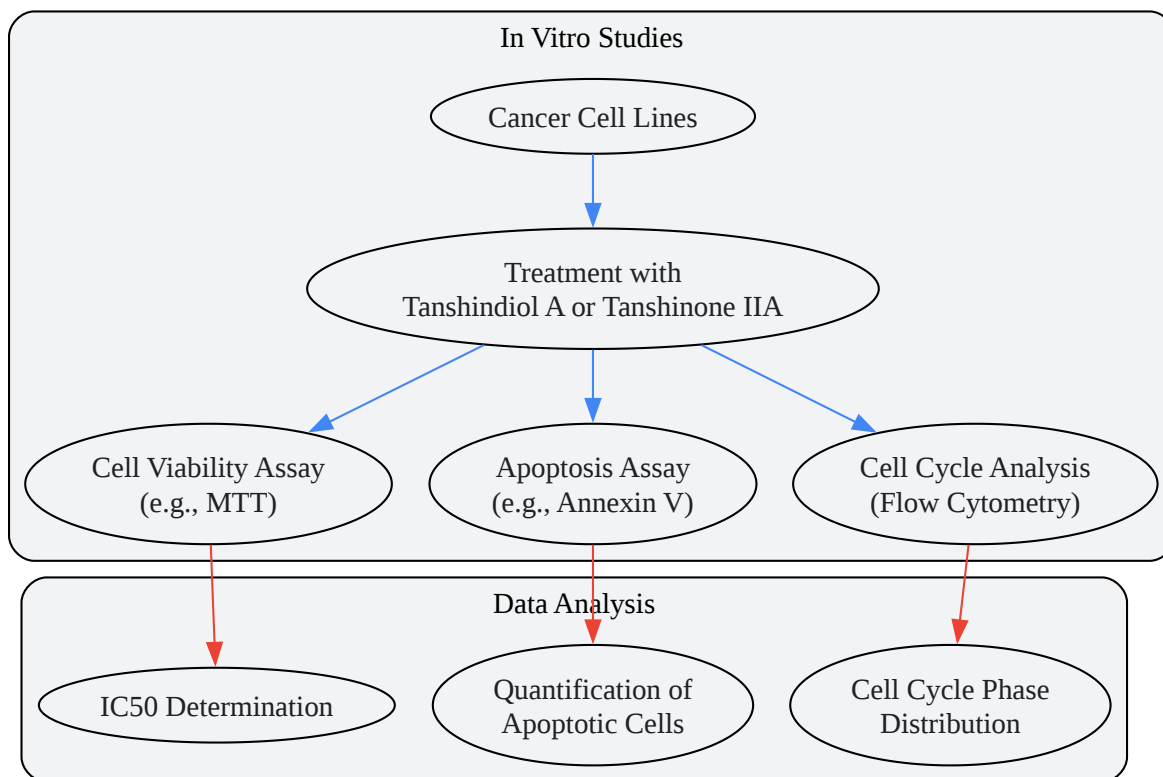 In Vitro Studies
Cancer Cell Lines
Treatment with
Tanshindiol A or Tanshinone IIA
Cell Viability Assay
(e.g., MTT)
Apoptosis Assay
(e.g., Annexin V)
Cell Cycle Analysis
(Flow Cytometry)
Data Analysis
IC50 Determination
Quantification of
Apoptotic Cells
Cell Cycle Phase
Distribution